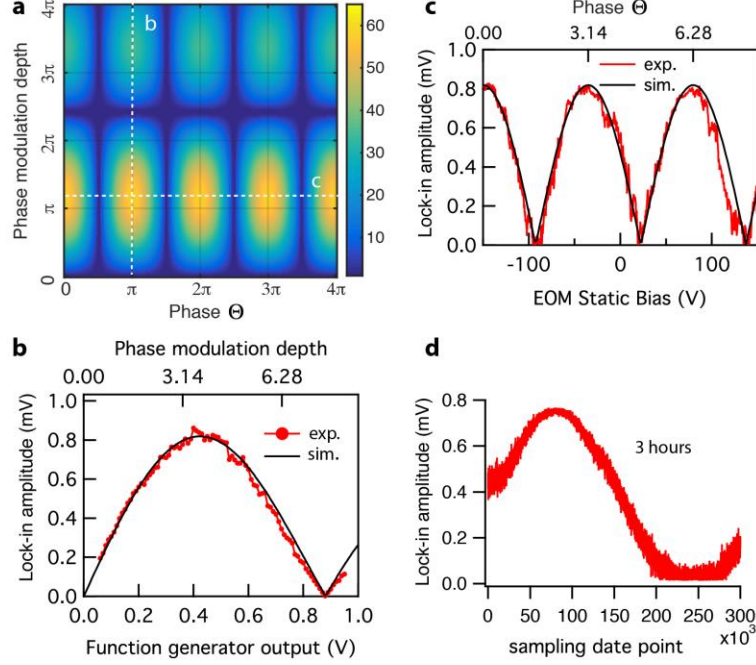 a
Phase modulation depth
4π
3π
2π
π
0
b
c
0
π
2π
3π
4π
Phase Θ
60
50
40
30
20
10
c
Phase Θ
0.00
3.14
6.28
1.0
0.8
0.6
0.4
0.2
0.0
Lock-in amplitude (mV)
exp.
sim.
-100
0
100
EOM Static Bias (V)
b
Phase modulation depth
0.00
3.14
6.28
1.0
0.8
0.6
0.4
0.2
0.0
Lock-in amplitude (mV)
exp.
sim.
0.0
0.2
0.4
0.6
0.8
1.0
Function generator output (V)
d
0.8
0.6
0.4
0.2
0.0
Lock-in amplitude (mV)
3 hours
0
50
100
150
200
250
300
x10³
sampling date point